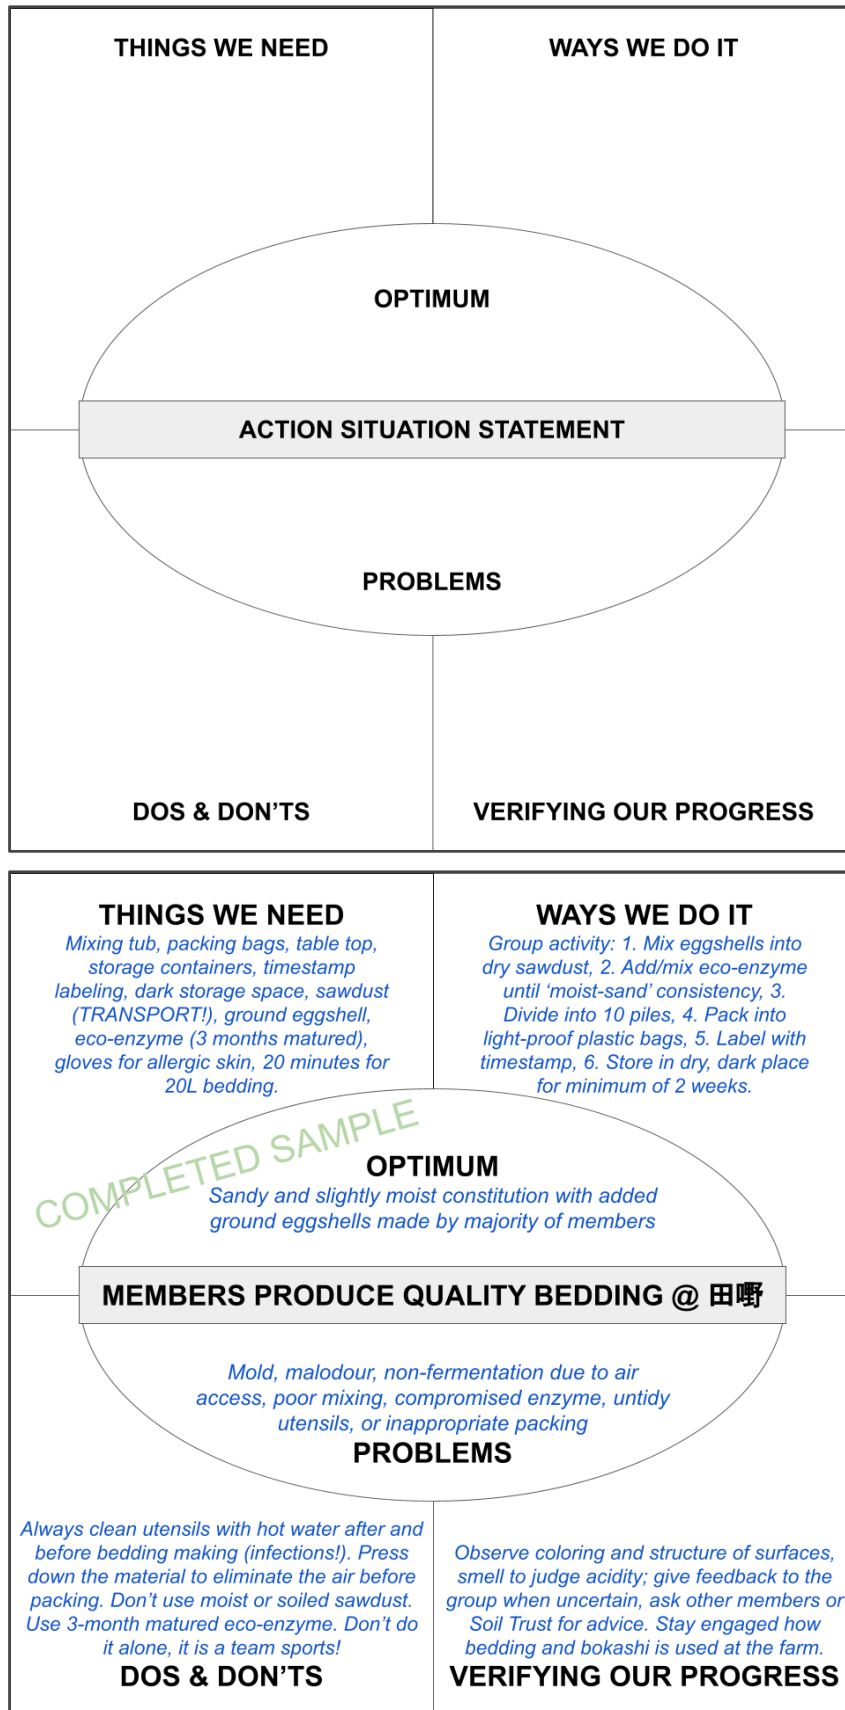 THINGS WE NEED
WAYS WE DO IT
OPTIMUM
ACTION SITUATION STATEMENT
PROBLEMS
DOS & DON'TS
VERIFYING OUR PROGRESS
THINGS WE NEED
Mixing tub, packing bags, table top,
storage containers, timestamp
labeling, dark storage space, sawdust
(TRANSPORT!), ground eggshell,
eco-enzyme (3 months matured),
gloves for allergic skin, 20 minutes for
20L bedding.
WAYS WE DO IT
Group activity: 1. Mix eggshells into
dry sawdust, 2. Add/mix eco-enzyme
until ‘moist-sand’ consistency, 3.
Divide into 10 piles, 4. Pack into
light-proof plastic bags, 5. Label with
timestamp, 6. Store in dry, dark place
for minimum of 2 weeks.
COMPLETED SAMPLE
OPTIMUM
Sandy and slightly moist constitution with added
ground eggshells made by majority of members
MEMBERS PRODUCE QUALITY BEDDING @ 田嘢
Mold, malodour, non-fermentation due to air
access, poor mixing, compromised enzyme, untidy
utensils, or inappropriate packing
PROBLEMS
Always clean utensils with hot water after and
before bedding making (infections!). Press
down the material to eliminate the air before
packing. Don’t use moist or soiled sawdust.
Use 3-month matured eco-enzyme. Don’t do
it alone, it is a team sports!
DOS & DON’TS
Observe coloring and structure of surfaces,
smell to judge acidity; give feedback to the
group when uncertain, ask other members or
Soil Trust for advice. Stay engaged how
bedding and bokashi is used at the farm.
VERIFYING OUR PROGRESS